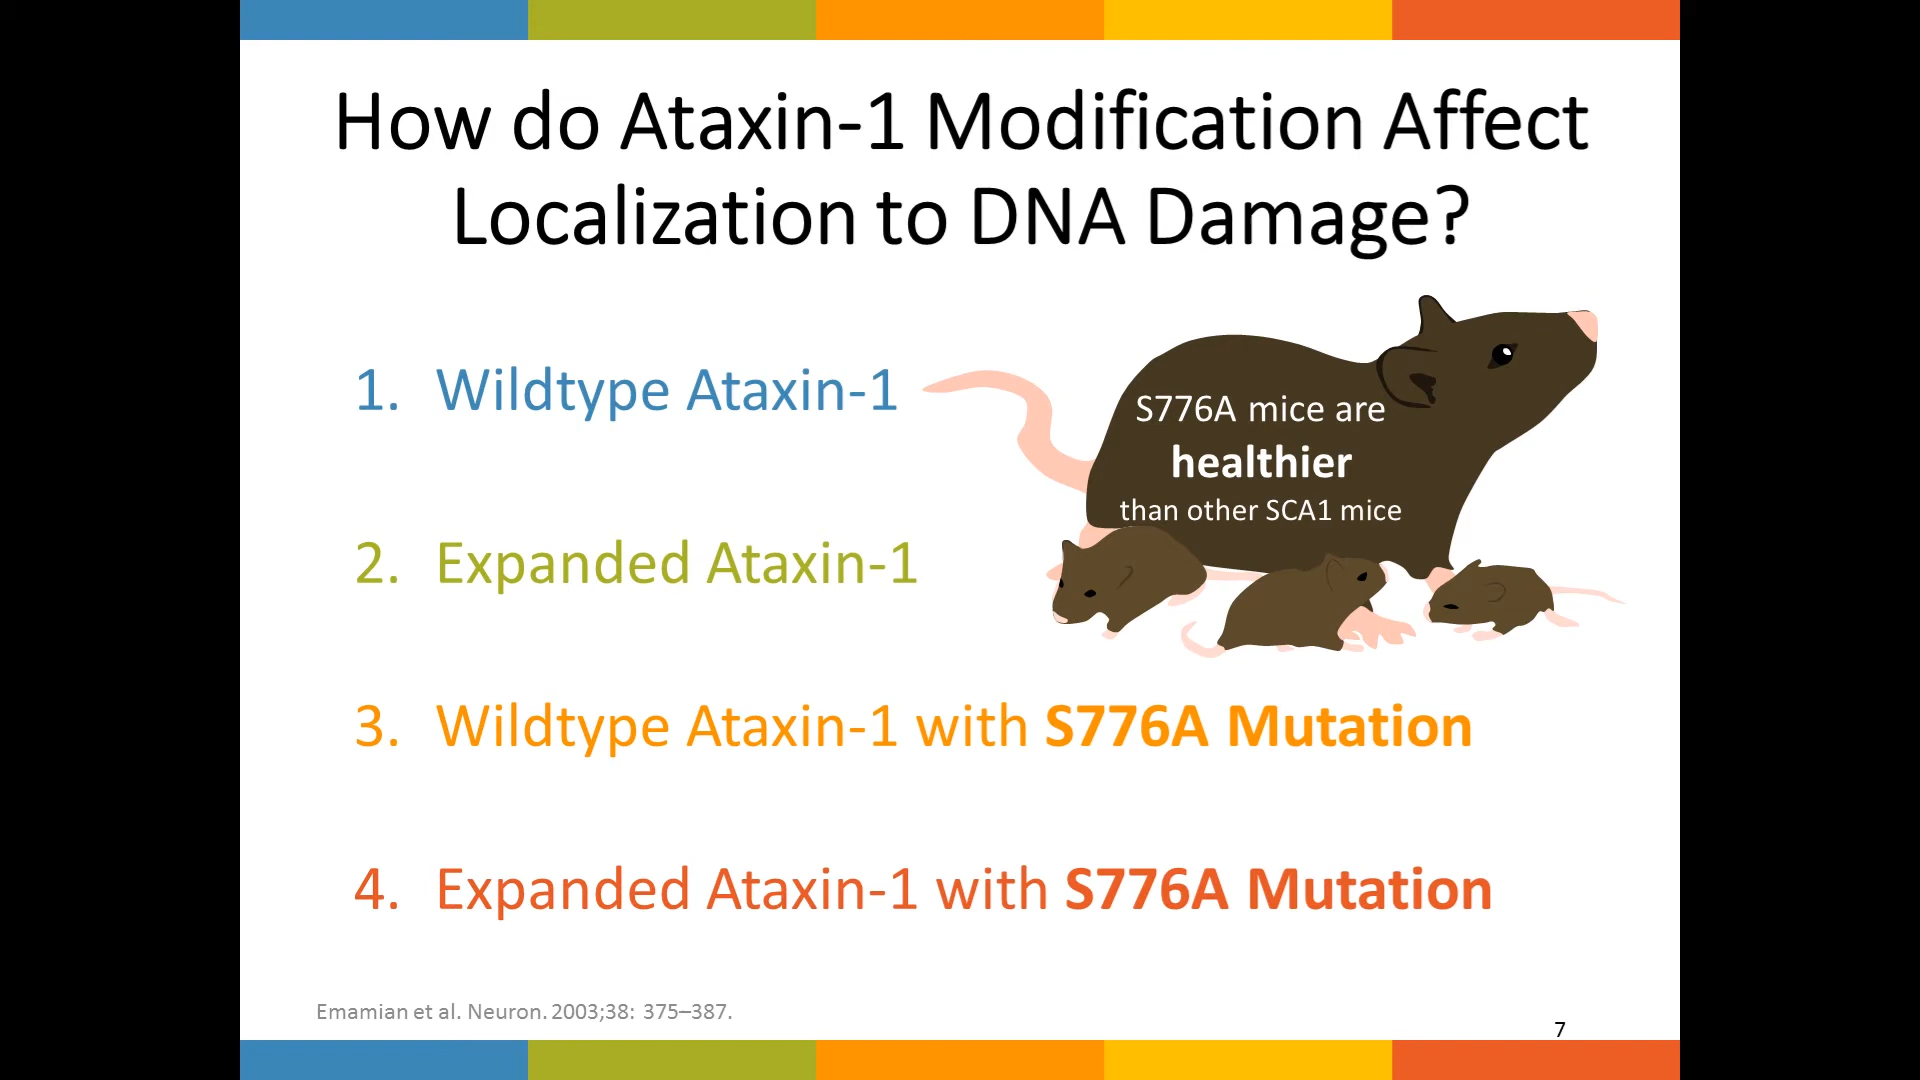 How do Ataxin-1 Modification Affect
Localization to DNA Damage?
1. Wildtype Ataxin-1
S776A mice are
healthier
than other SCA1 mice
2. Expanded Ataxin-1
3. Wildtype Ataxin-1 with S776A Mutation
4. Expanded Ataxin-1 with S776A Mutation
Emamian et al. Neuron. 2003;38: 375–387.
7